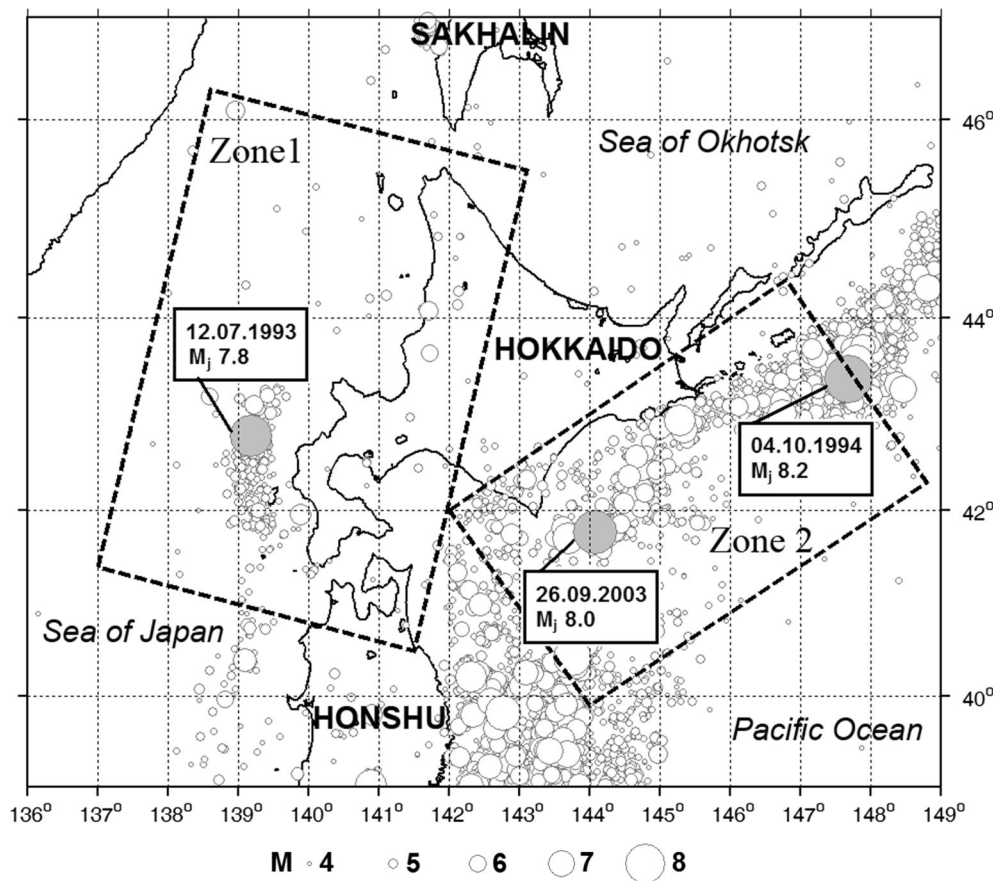 SAKHALIN
46°
Sea of Okhotsk
Zone1
44°
12.07.1993
Mj 7.8
HOKKAIDO
04.10.1994
Mj 8.2
42°
Zone 2
26.09.2003
Mj 8.0
Sea of Japan
40°
HONSHU
Pacific Ocean
136° 137° 138° 139° 140° 141° 142° 143° 144° 145° 146° 147° 148° 149°
M 4 5 6 7 8